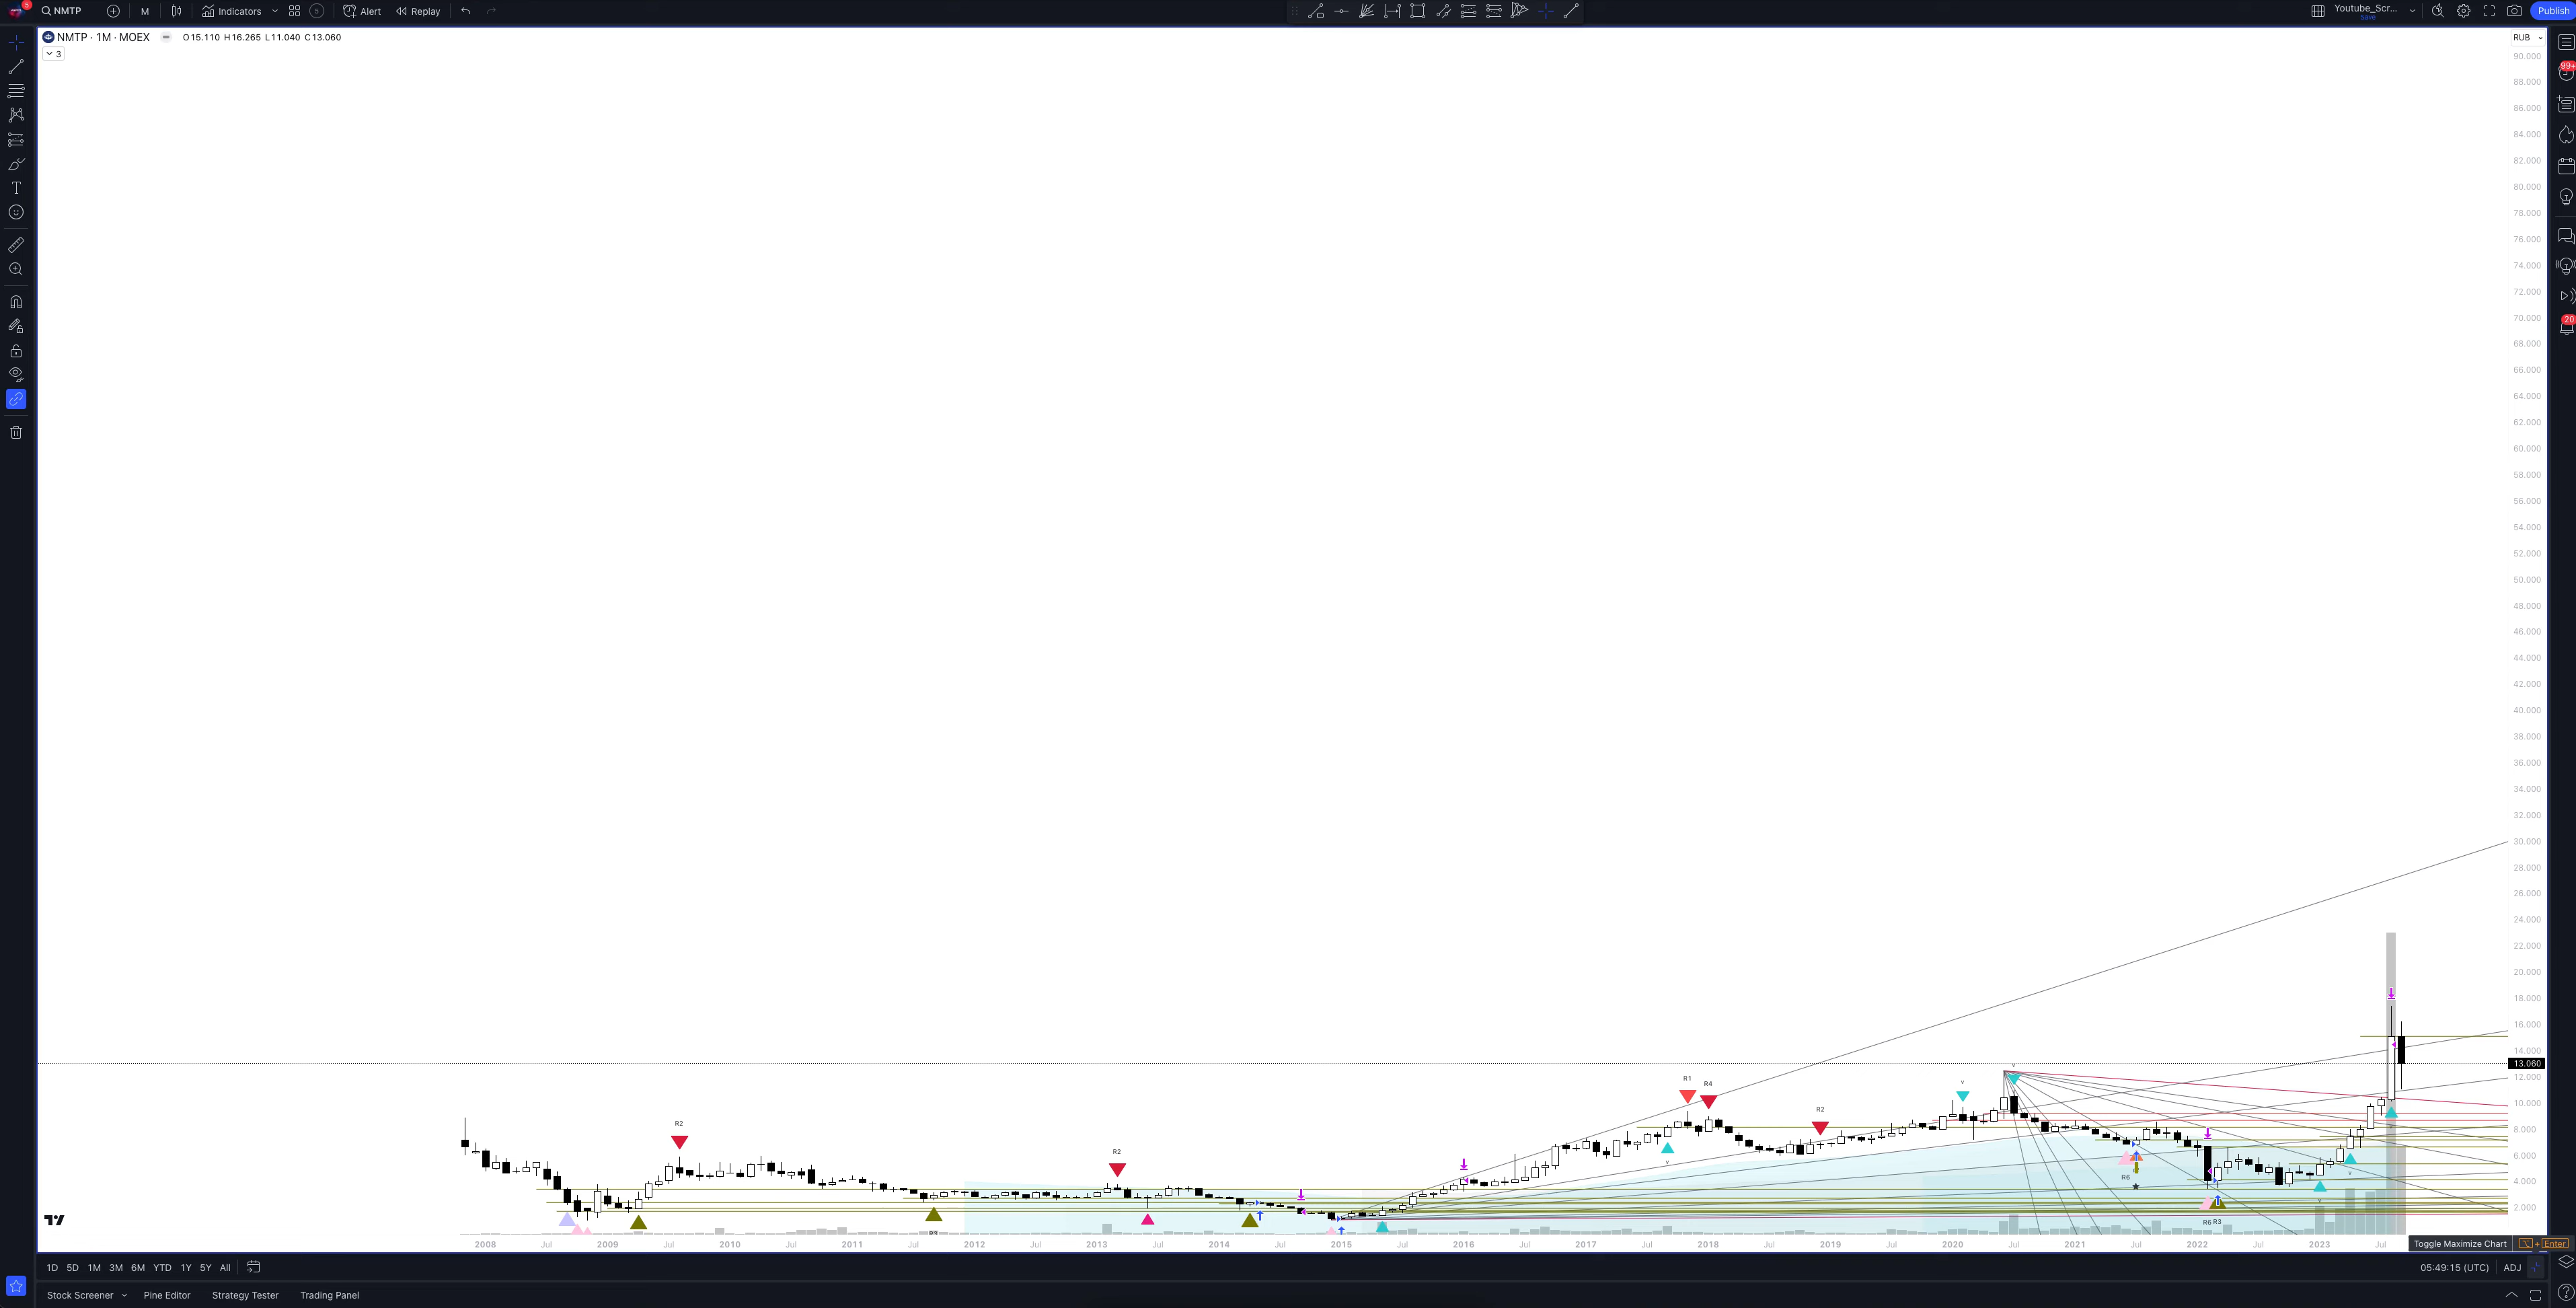 5
NMTP
M
Indicators
5
Alert
Replay
Youtube_Scr...
Save
Publish
NMTP · 1M · MOEX
O15.110 H16.265 L11.040 C13.060
3
RUB
99+
20
90.000
88.000
86.000
84.000
82.000
80.000
78.000
76.000
74.000
72.000
70.000
68.000
66.000
64.000
62.000
60.000
58.000
56.000
54.000
52.000
50.000
48.000
46.000
44.000
42.000
40.000
38.000
36.000
34.000
32.000
30.000
28.000
26.000
24.000
22.000
20.000
18.000
16.000
14.000
13.060
12.000
10.000
8.000
6.000
4.000
2.000
R2
R2
R1
R4
R2
v
v
v
v
v
R6
R6 R3
2008 Jul 2009 Jul 2010 Jul 2011 Jul 2012 Jul 2013 Jul 2014 Jul 2015 Jul 2016 Jul 2017 Jul 2018 Jul 2019 Jul 2020 Jul 2021 Jul 2022 Jul 2023 Jul
Toggle Maximize Chart ⌥ + Enter
1D 5D 1M 3M 6M YTD 1Y 5Y All
05:49:15 (UTC) ADJ
Stock Screener Pine Editor Strategy Tester Trading Panel